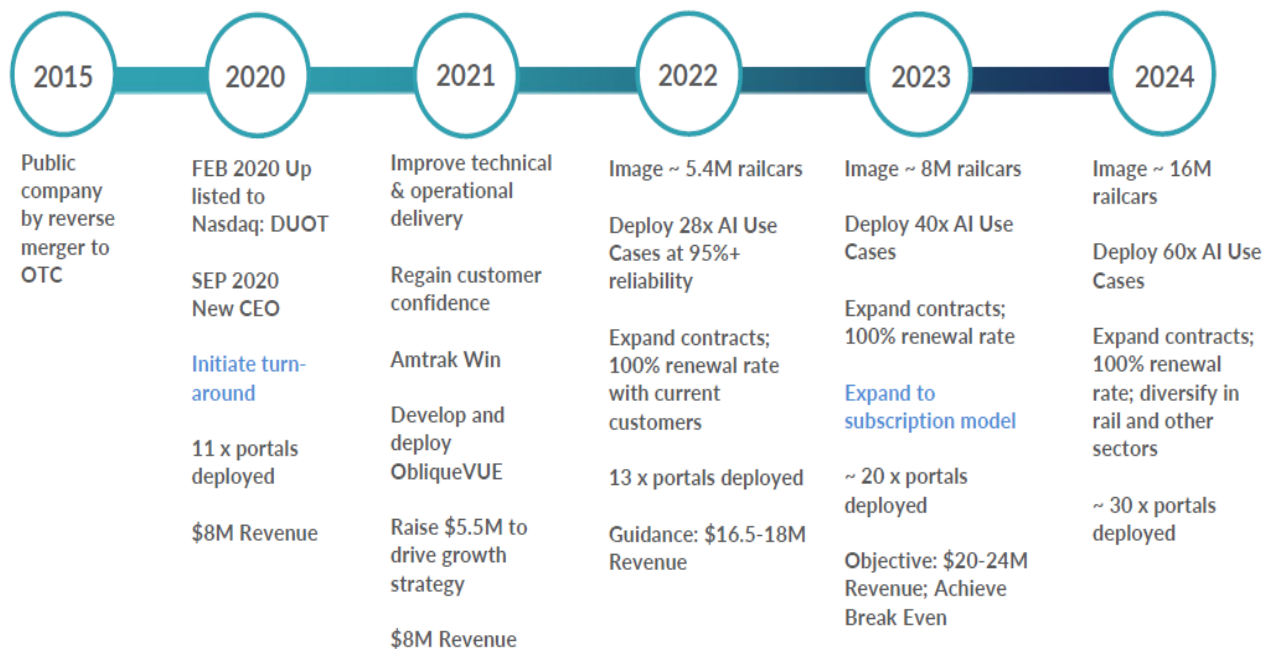 2015
2020
2021
2022
2023
2024
Public
company
by reverse
merger to
OTC
FEB 2020 Up
listed to
Nasdaq: DUOT
SEP 2020
New CEO
Initiate turn-
around
11 x portals
deployed
$8M Revenue
Improve technical
& operational
delivery
Regain customer
confidence
Amtrak Win
Develop and
deploy
ObliqueVUE
Raise $5.5M to
drive growth
strategy
$8M Revenue
Image ~ 5.4M railcars
Deploy 28x AI Use
Cases at 95%+
reliability
Expand contracts;
100% renewal rate
with current
customers
13 x portals deployed
Guidance: $16.5-18M
Revenue
Image ~ 8M railcars
Deploy 40x AI Use
Cases
Expand contracts;
100% renewal rate
Expand to
subscription model
~ 20 x portals
deployed
Objective: $20-24M
Revenue; Achieve
Break Even
Image ~ 16M
railcars
Deploy 60x AI Use
Cases
Expand contracts;
100% renewal
rate; diversify in
rail and other
sectors
~ 30 x portals
deployed